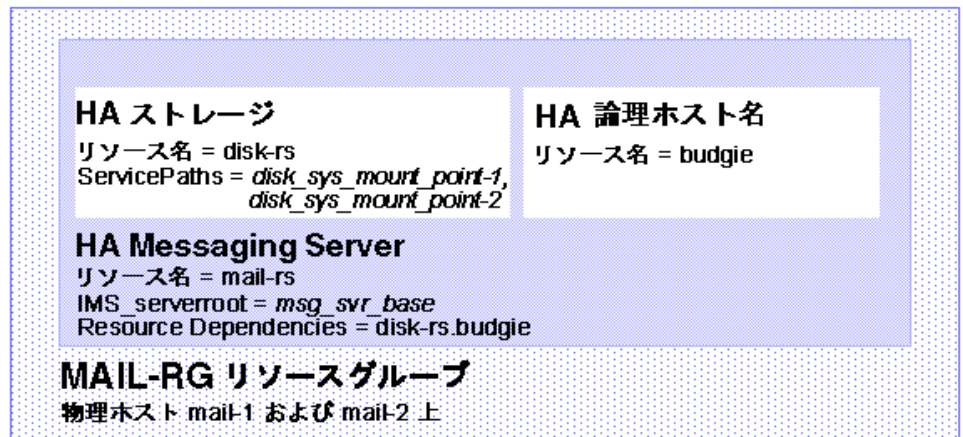 HA ストレージ
リソース名 = disk-rs
ServicePaths = disk_sys_mount_point-1,
disk_sys_mount_point-2
HA 論理ホスト名
リソース名 = budgie
HA Messaging Server
リソース名 = mail-rs
IMS_serverroot = msg_svr_base
Resource Dependencies = disk-rs.budgie
MAIL-RG リソースグループ
物理ホスト mail-1 および mail-2 上